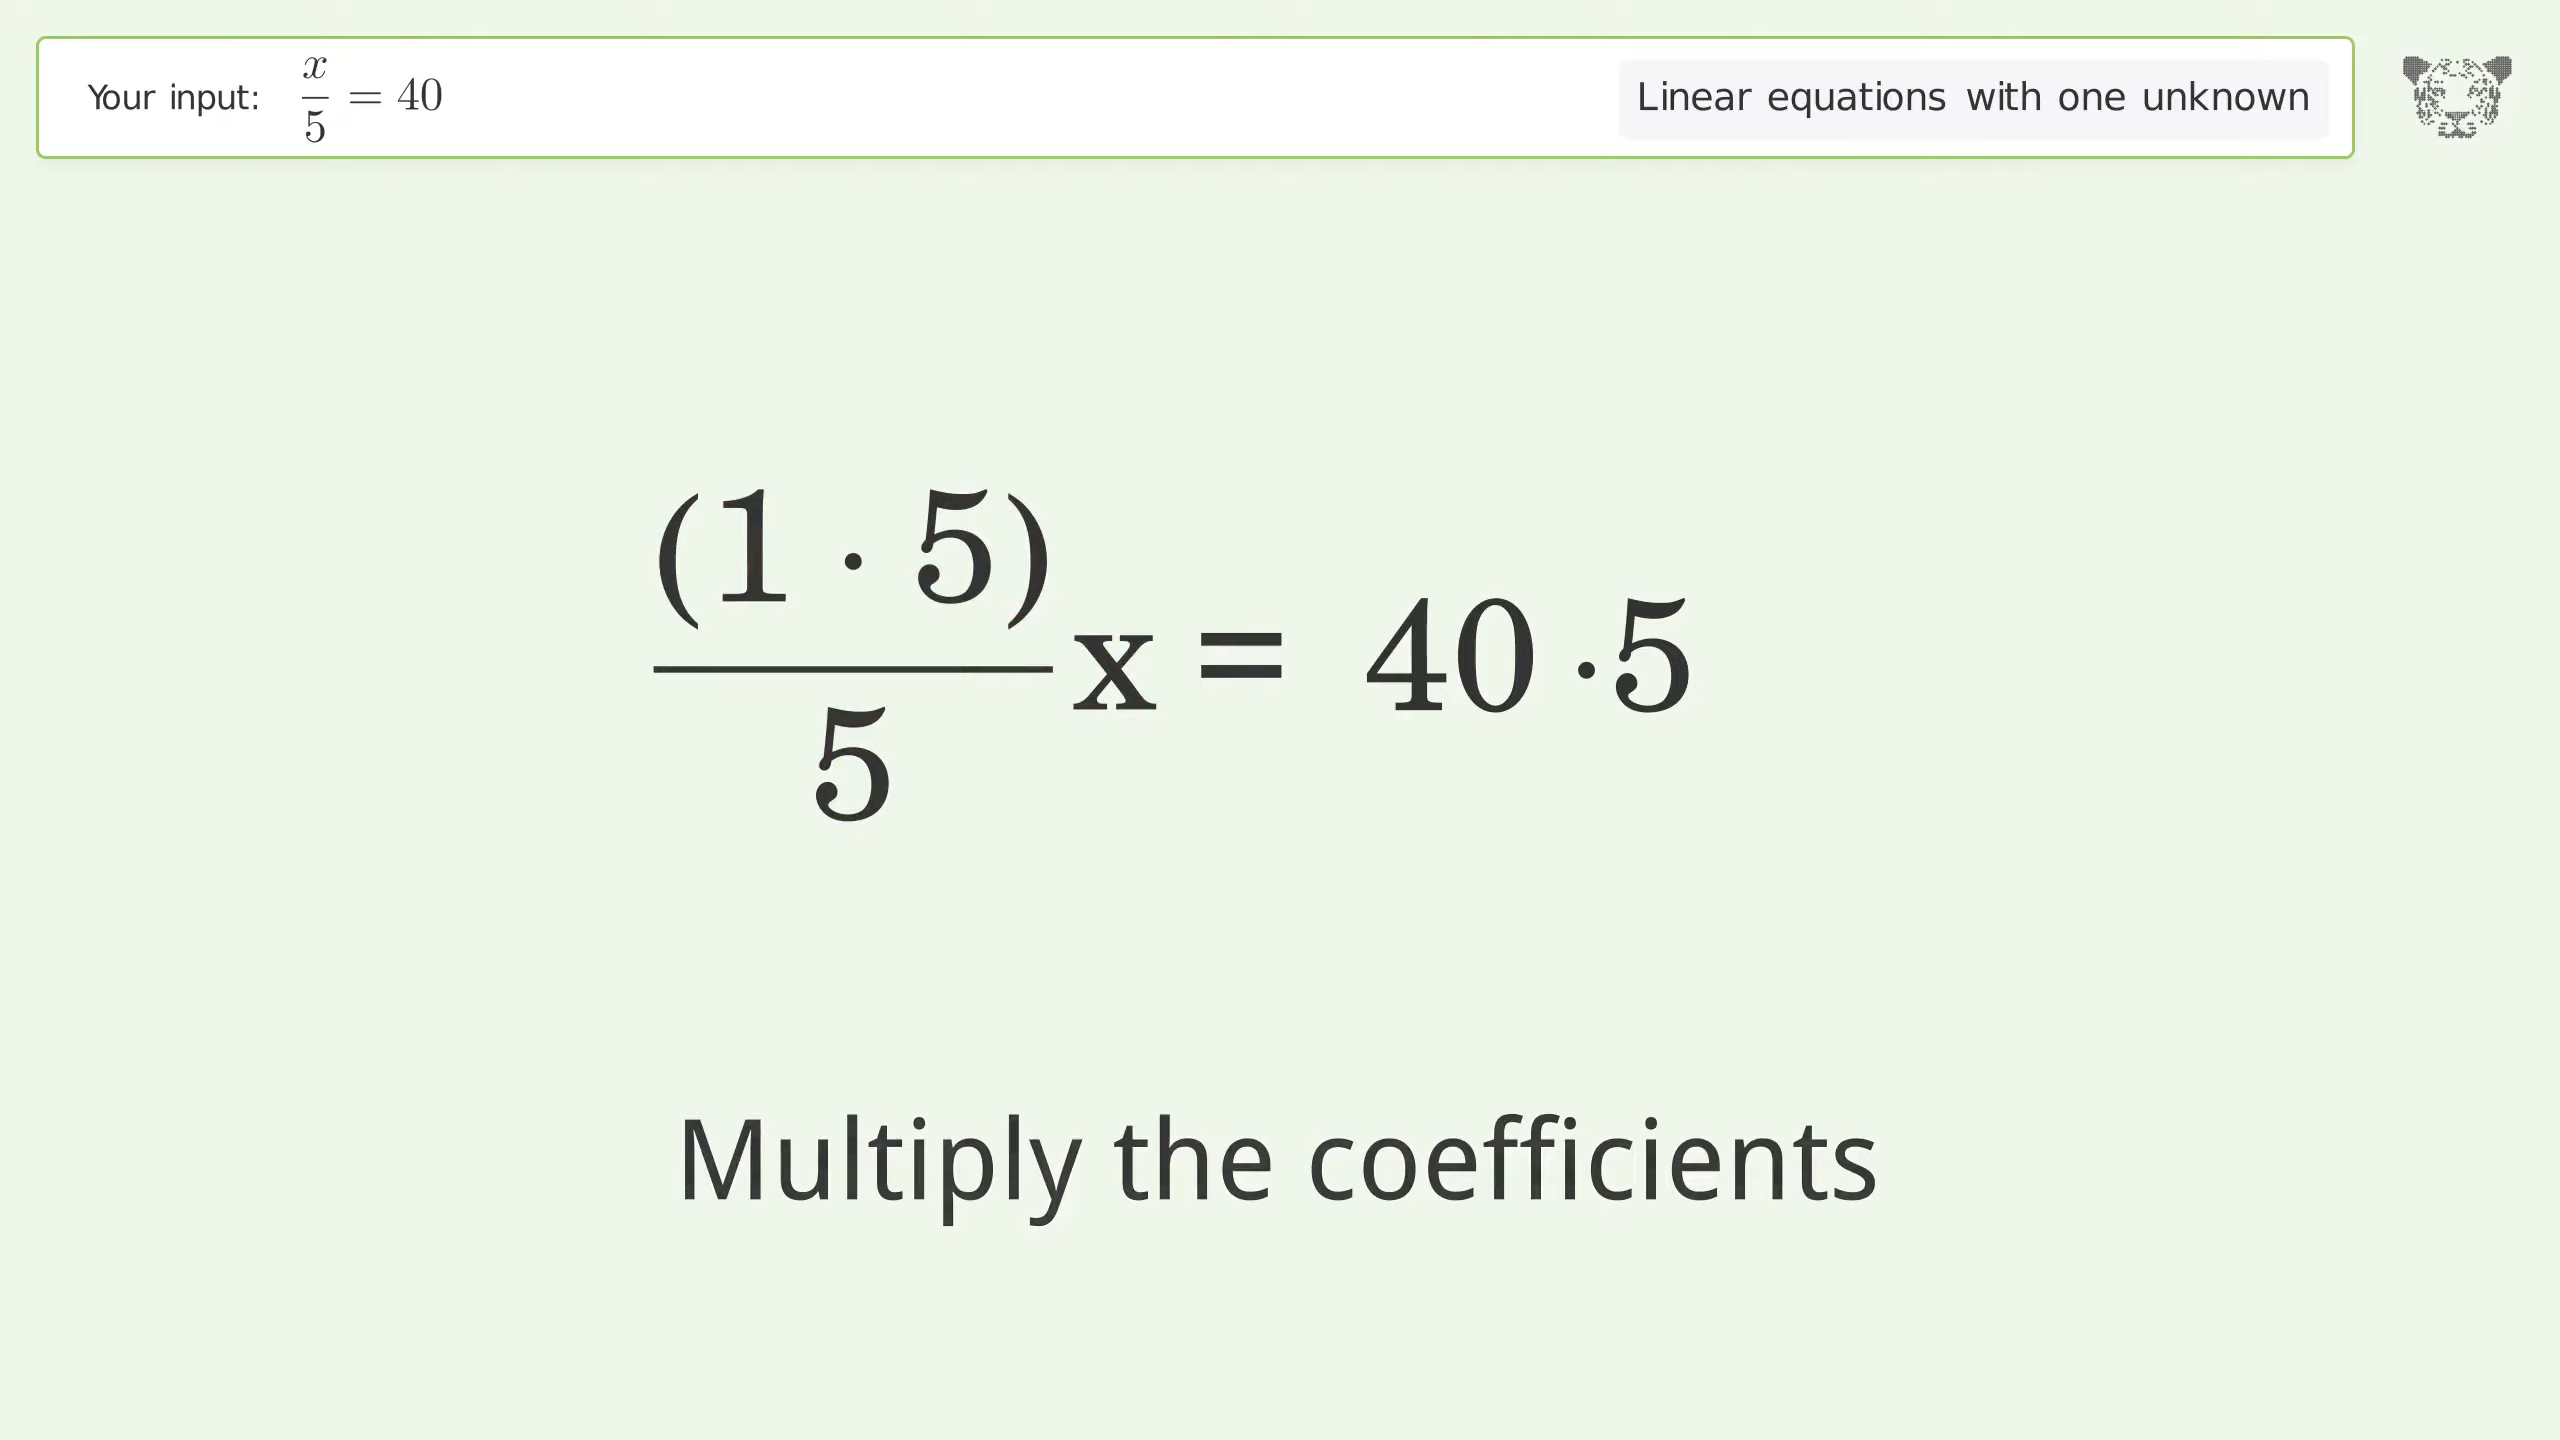 Your input: x/5 = 40
Linear equations with one unknown
(1 · 5)/5 x = 40 · 5
Multiply the coefficients